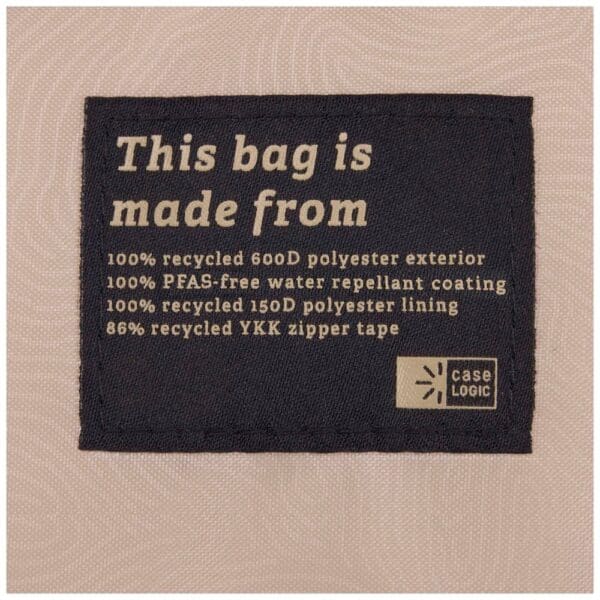 This bag is
made from
100% recycled 600D polyester exterior
100% PFAS-free water repellant coating
100% recycled 150D polyester lining
86% recycled YKK zipper tape
case
LOGIC